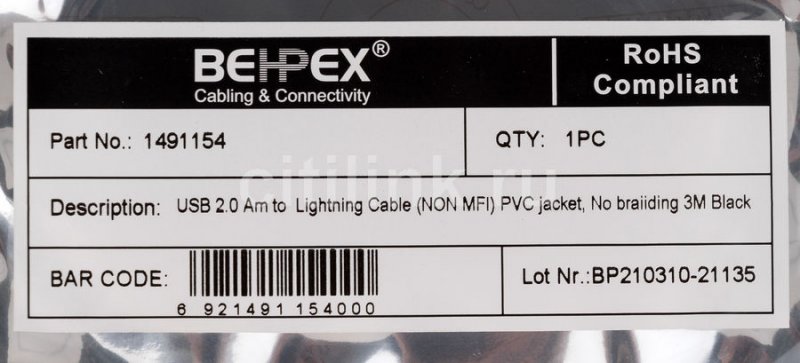 BEHPEX®
Cabling & Connectivity
RoHS
Compliant
Part No.: 1491154
QTY: 1PC
citilink.ru
Description: USB 2.0 Am to Lightning Cable (NON MFI) PVC jacket, No braiiding 3M Black
BAR CODE:
6 921491 154000
Lot Nr.:BP210310-21135